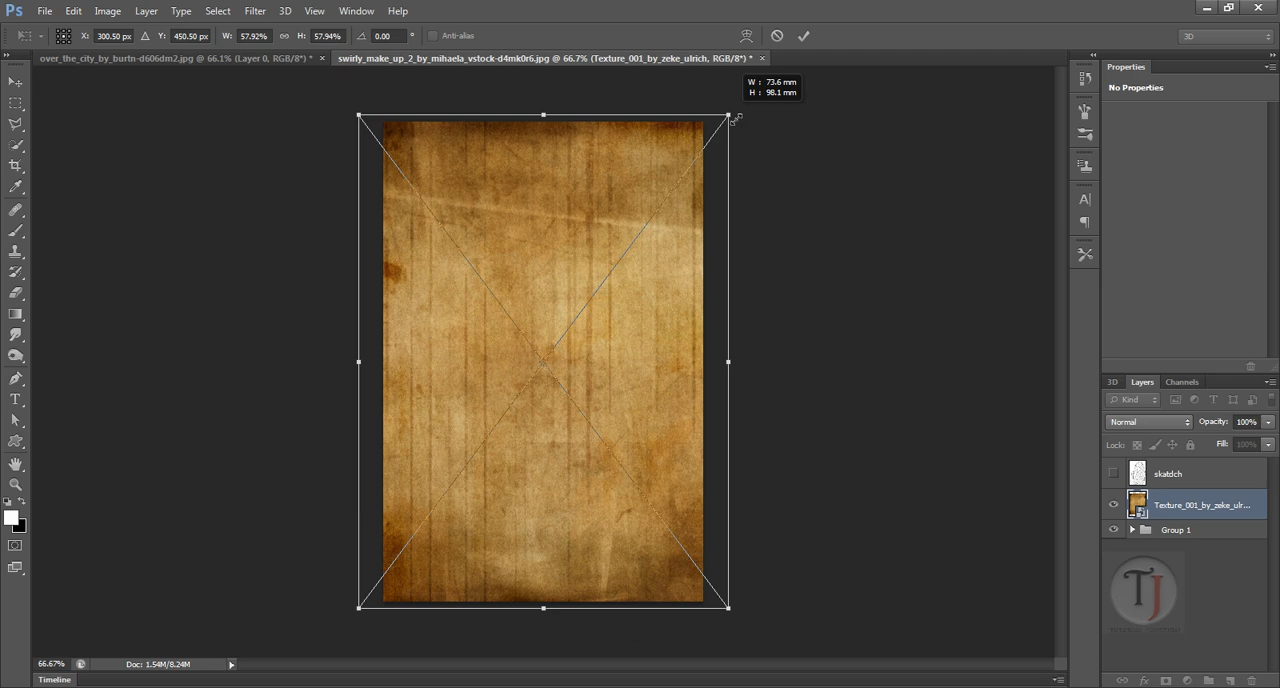 Ps File Edit Image Layer Type Select Filter 3D View Window Help
X: 300.50 px Y: 450.50 px W: 57.92% H: 57.94% 0.00 ° Anti-alias 3D
over_the_city_by_burtn-d606dm2.jpg @ 66.1% (Layer 0, RGB/8*) * × swirly_make_up_2_by_mihaela_vstock-d4mk0r6.jpg @ 66.7% (Texture_001_by_zeke_ulrich, RGB/8*) * ×
Properties
No Properties
W : 73.6 mm
H : 98.1 mm
3D Layers Channels
Kind
Normal Opacity: 100%
Lock: Fill: 100%
skatdch
Texture_001_by_zeke_ulr...
Group 1
TJ
66.67% Doc: 1.54M/8.24M
Timeline